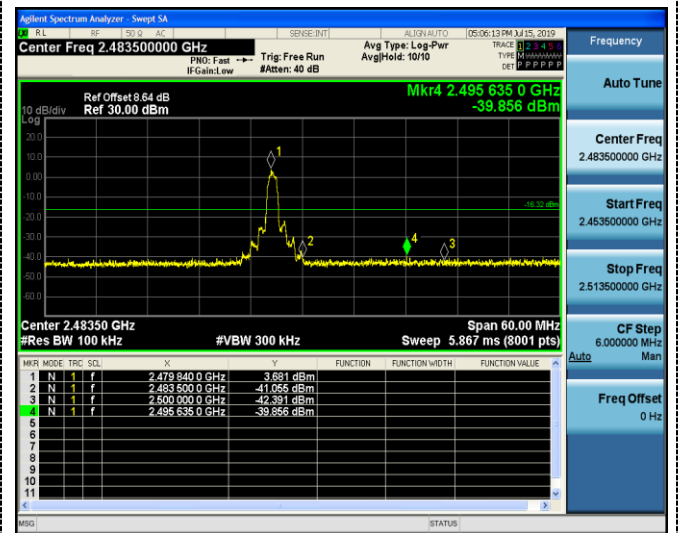 Agilent Spectrum Analyzer - Swept SA
RL RF 50 Ω AC SENSE:INT ALIGNAUTO 05:06:13 PM Jul 15, 2019
Center Freq 2.483500000 GHz
PNO: Fast
IFGain:Low
Trig: Free Run
#Atten: 40 dB
Avg Type: Log-Pwr
Avg|Hold: 10/10
TRACE 1 2 3 4 5 6
TYPE M
DET P P P P P P
Frequency
Auto Tune
Center Freq
2.483500000 GHz
Start Freq
2.453500000 GHz
Stop Freq
2.513500000 GHz
CF Step
6.000000 MHz
Auto Man
Freq Offset
0 Hz
Ref Offset 8.64 dB
Ref 30.00 dBm
10 dB/div
Log
Mkr4 2.495 635 0 GHz
-39.856 dBm
20.0
10.0
0.00
-10.0
-20.0
-30.0
-40.0
-50.0
-60.0
1
2
4
3
-16.32 dBm
Center 2.48350 GHz Span 60.00 MHz
#Res BW 100 kHz #VBW 300 kHz Sweep 5.867 ms (8001 pts)
MKR MODE TRC SCL X Y FUNCTION FUNCTION WIDTH FUNCTION VALUE
1 N 1 f 2.479 840 0 GHz 3.681 dBm
2 N 1 f 2.483 500 0 GHz -41.055 dBm
3 N 1 f 2.500 000 0 GHz -42.391 dBm
4 N 1 f 2.495 635 0 GHz -39.856 dBm
5
6
7
8
9
10
11
MSG STATUS